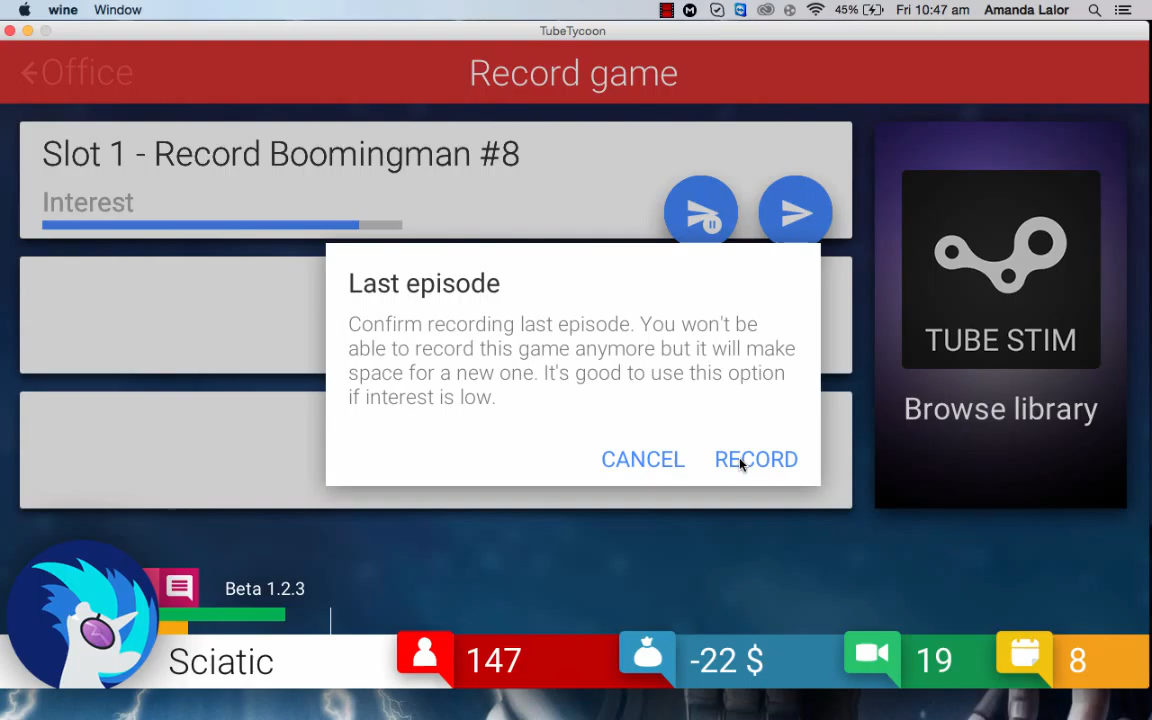 wine Window
45% Fri 10:47 am Amanda Lalor
TubeTycoon
Office
Record game
Slot 1 - Record Boomingman #8
Interest
Last episode
Confirm recording last episode. You won't be
able to record this game anymore but it will make
space for a new one. It's good to use this option
if interest is low.
CANCEL RECORD
TUBE STIM
Browse library
Beta 1.2.3
Sciatic
147
-22 $
19
8